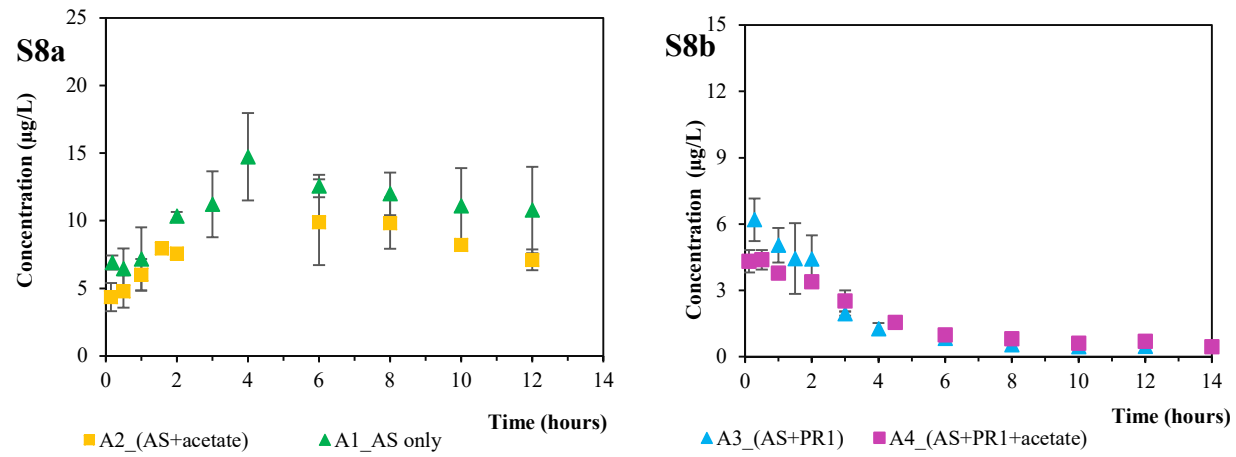 S8a
Concentration (µg/L)
25
20
15
10
5
0
0 2 4 6 8 10 12 14
Time (hours)
A2_(AS+acetate) A1_AS only
S8b
Concentration (µg/L)
15
12
9
6
3
0
0 2 4 6 8 10 12 14
Time (hours)
A3_(AS+PR1) A4_(AS+PR1+acetate)